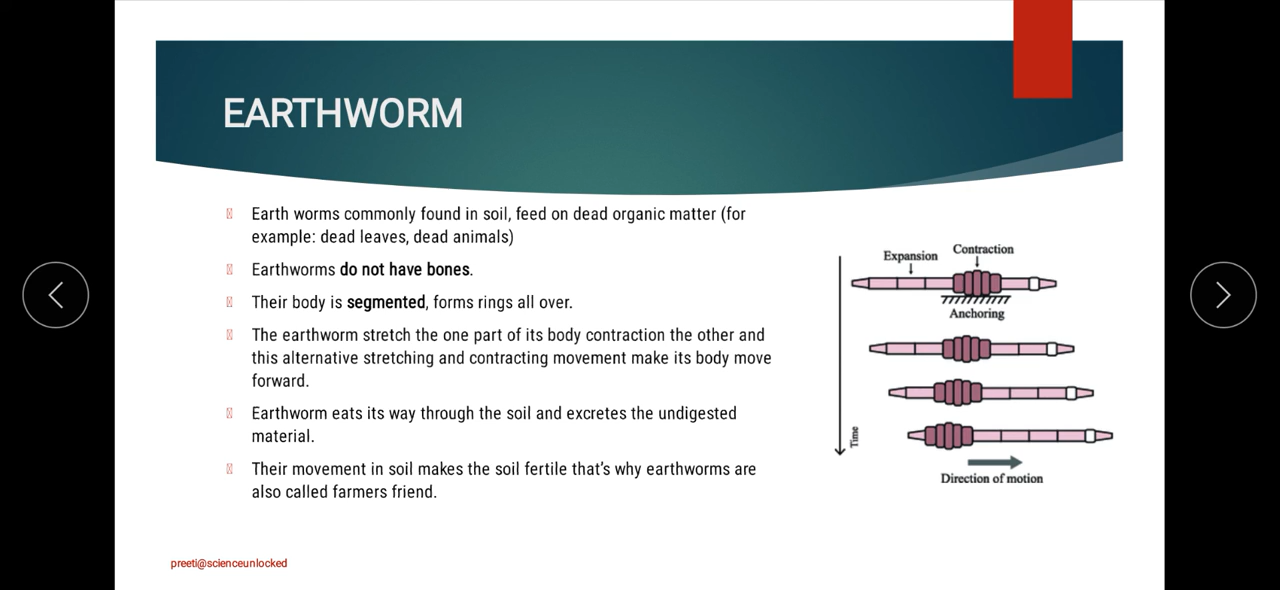 EARTHWORM
Earth worms commonly found in soil, feed on dead organic matter (for
example: dead leaves, dead animals)
Earthworms do not have bones.
Their body is segmented, forms rings all over.
The earthworm stretch the one part of its body contraction the other and
this alternative stretching and contracting movement make its body move
forward.
Earthworm eats its way through the soil and excretes the undigested
material.
Their movement in soil makes the soil fertile that's why earthworms are
also called farmers friend.
Contraction
Expansion
Anchoring
Time
Direction of motion
preeti@scienceunlocked